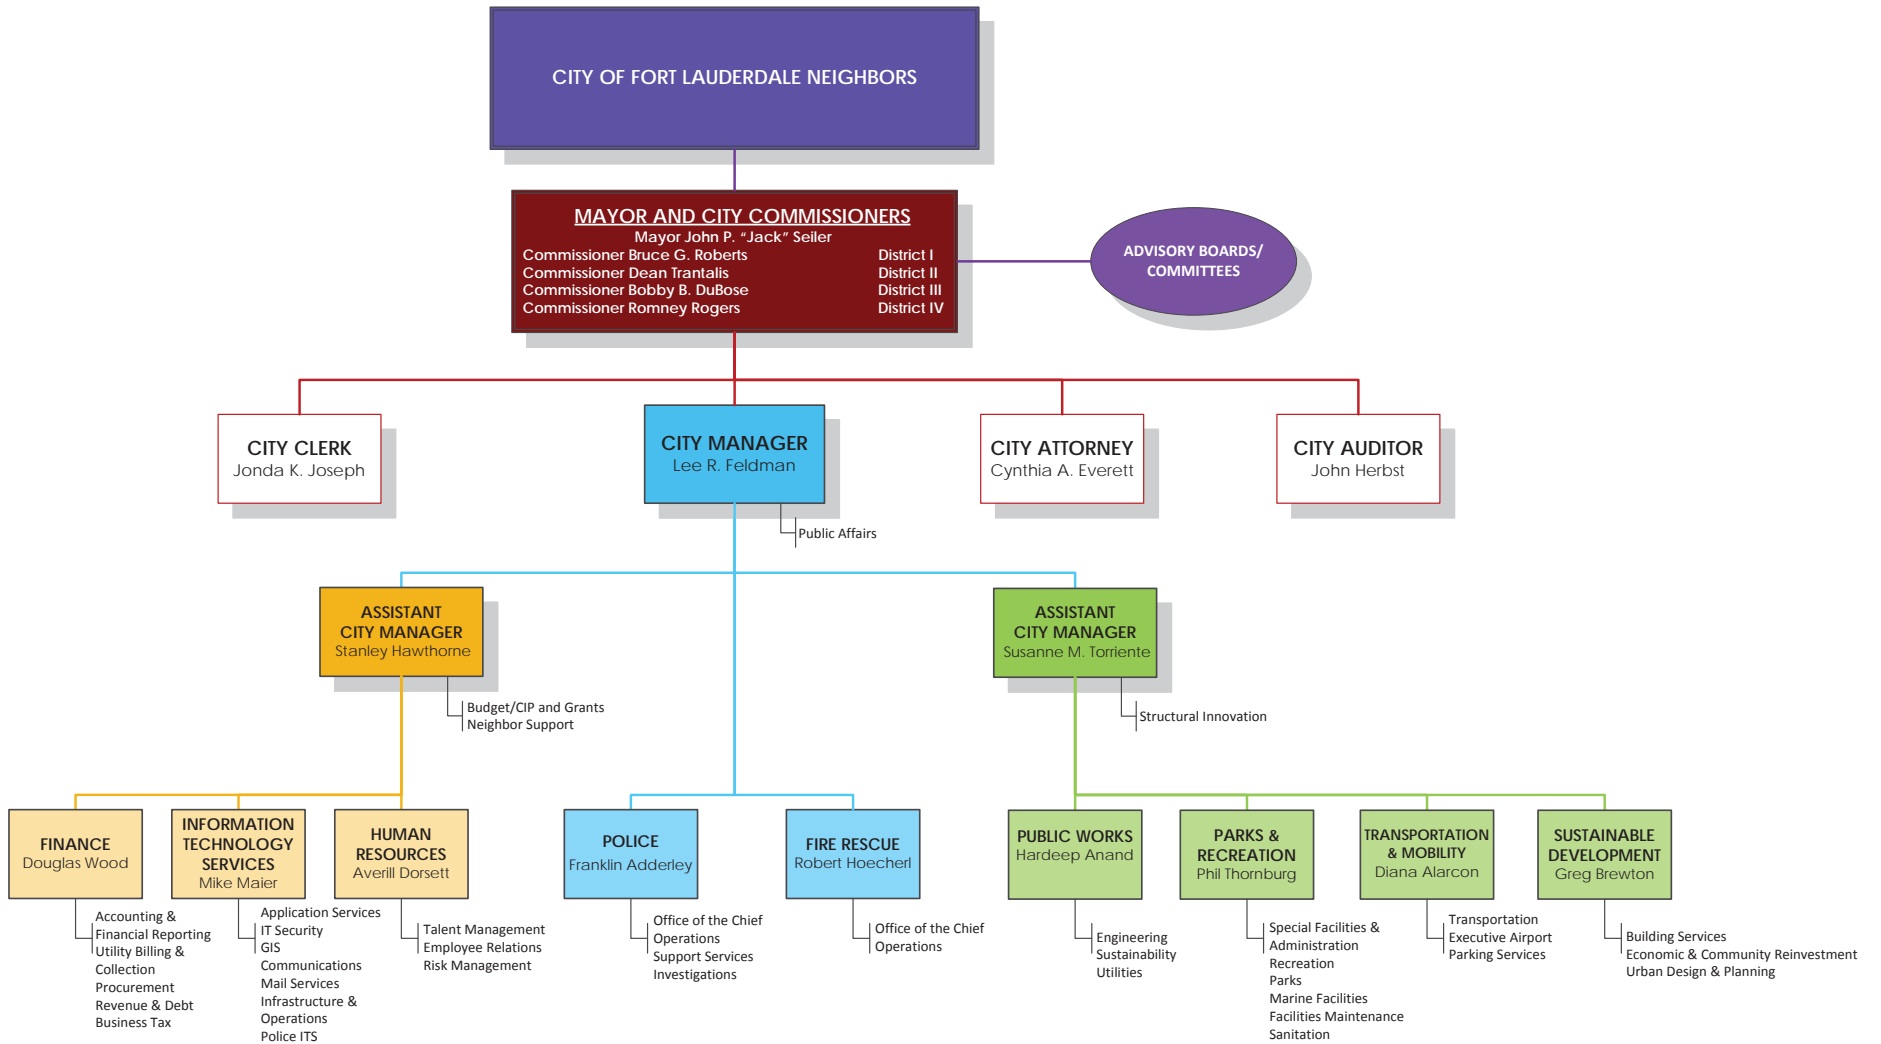 CITY OF FORT LAUDERDALE NEIGHBORS
MAYOR AND CITY COMMISSIONERS
Mayor John P. “Jack” Seiler
Commissioner Bruce G. Roberts District I
Commissioner Dean Trantalis District II
Commissioner Bobby B. DuBose District III
Commissioner Romney Rogers District IV
ADVISORY BOARDS/
COMMITTEES
CITY CLERK
Jonda K. Joseph
CITY MANAGER
Lee R. Feldman
CITY ATTORNEY
Cynthia A. Everett
CITY AUDITOR
John Herbst
Public Affairs
ASSISTANT
CITY MANAGER
Stanley Hawthorne
Budget/CIP and Grants
Neighbor Support
ASSISTANT
CITY MANAGER
Susanne M. Torriente
Structural Innovation
FINANCE
Douglas Wood
Accounting &
Financial Reporting
Utility Billing &
Collection
Procurement
Revenue & Debt
Business Tax
INFORMATION
TECHNOLOGY
SERVICES
Mike Maier
Application Services
IT Security
GIS
Communications
Mail Services
Infrastructure &
Operations
Police ITS
HUMAN
RESOURCES
Averill Dorsett
Talent Management
Employee Relations
Risk Management
POLICE
Franklin Adderley
Office of the Chief
Operations
Support Services
Investigations
FIRE RESCUE
Robert Hoecherl
Office of the Chief
Operations
PUBLIC WORKS
Hardeep Anand
Engineering
Sustainability
Utilities
PARKS &
RECREATION
Phil Thornburg
Special Facilities &
Administration
Recreation
Parks
Marine Facilities
Facilities Maintenance
Sanitation
TRANSPORTATION
& MOBILITY
Diana Alarcon
Transportation
Executive Airport
Parking Services
SUSTAINABLE
DEVELOPMENT
Greg Brewton
Building Services
Economic & Community Reinvestment
Urban Design & Planning